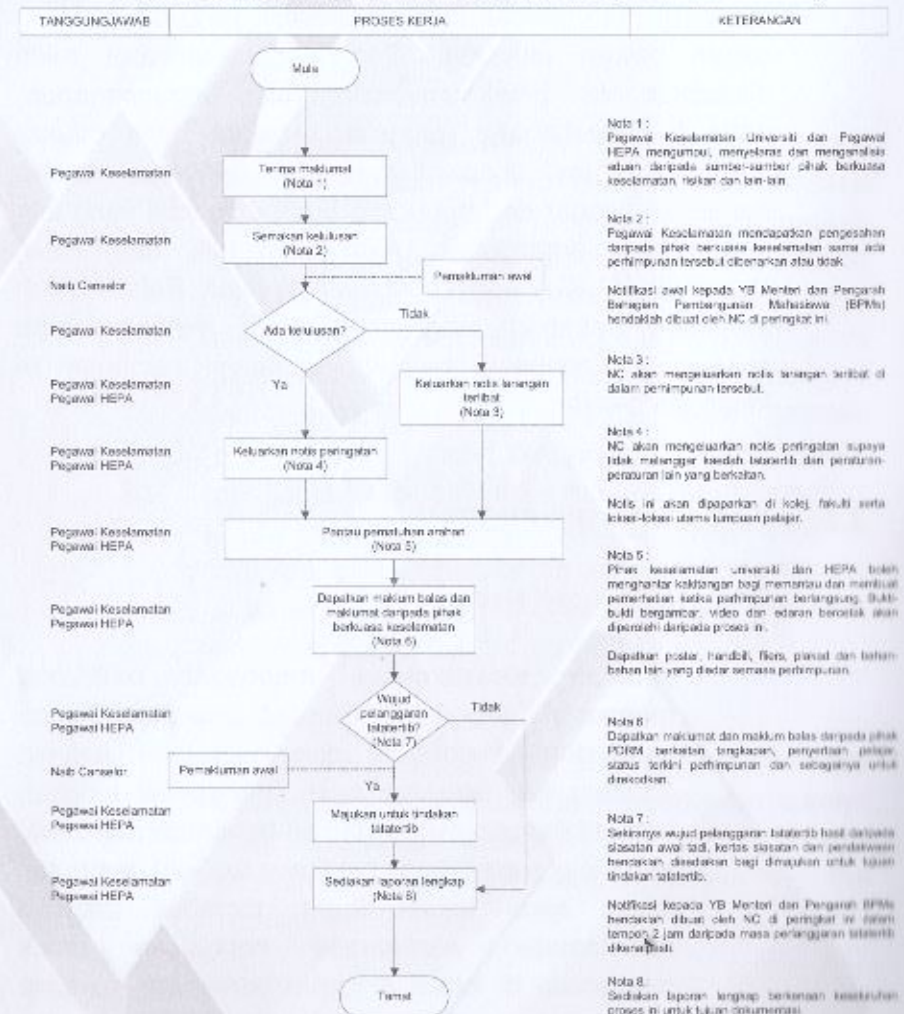 TANGGUNGJAWAB
PROSES KERJA
KETERANGAN
Mula
Pegawai Keselamatan
Terima maklumat
(Nota 1)
Nota 1 :
Pegawai Keselamatan Universiti dan Pegawai
HEPA mengumpul, menyelaras dan menganalisis
aduan daripada sumber-sumber pihak berkuasa
keselamatan, risikan dan lain-lain
Pegawai Keselamatan
Semakan kelulusan
(Nota 2)
Nota 2 :
Pegawai Keselamatan mendapatkan pengesahan
daripada pihak berkuasa keselamatan sama ada
perhimpunan tersebut dibenarkan atau tidak
Naib Canselor
Pemakluman awal
Notifikasi awal kepada YB Menteri dan Pengarah
Bahagian Pembangunan Mahasiswa (BPMs)
hendaklah dibuat oleh NC di peringkat ini.
Pegawai Keselamatan
Ada kelulusan?
Tidak
Ya
Pegawai Keselamatan
Pegawai HEPA
Keluarkan notis larangan
terlibat
(Nota 3)
Nota 3 :
NC akan mengeluarkan notis larangan terlibat di
dalam perhimpunan tersebut.
Pegawai Keselamatan
Pegawai HEPA
Keluarkan notis peringatan
(Nota 4)
Nota 4 :
NC akan mengeluarkan notis peringatan supaya
tidak melanggar kaedah tatatertib dan peraturan-
peraturan lain yang berkaitan.
Notis ini akan dipaparkan di kolej, fakulti serta
lokasi-lokasi utama tumpuan pelajar.
Pegawai Keselamatan
Pegawai HEPA
Pantau pematuhan arahan
(Nota 5)
Nota 5 :
Pihak keselamatan universiti dan HEPA boleh
menghantar kakitangan bagi memantau dan membuat
pemerhatian ketika perhimpunan berlangsung. Bukti-
bukti bergambar, video dan edaran bercetak akan
diperolehi daripada proses ini.
Dapatkan poster, handbill, fliers, plakad dan bahan-
bahan lain yang diedar semasa perhimpunan.
Pegawai Keselamatan
Pegawai HEPA
Dapatkan maklum balas dan
maklumat daripada pihak
berkuasa keselamatan
(Nota 6)
Nota 6
Dapatkan maklumat dan maklum balas daripada pihak
PDRM berkaitan tangkapan, penyertaan pelajar,
status terkini perhimpunan dan sebagainya untuk
direkodkan.
Pegawai Keselamatan
Pegawai HEPA
Wujud
pelanggaran
tatatertib?
(Nota 7)
Tidak
Ya
Naib Canselor
Pemakluman awal
Pegawai Keselamatan
Pegawai HEPA
Majukan untuk tindakan
tatatertib
Nota 7 :
Sekiranya wujud pelanggaran tatatertib hasil daripada
siasatan awal tadi, kertas siasatan dan pendakwaan
hendaklah disediakan bagi dimajukan untuk tujuan
tindakan tatatertib.
Notifikasi kepada YB Menteri dan Pengarah BPMs
hendaklah dibuat oleh NC di peringkat ini dalam
tempoh 2 jam daripada masa perlanggaran tatatertib
dikenalpasti.
Pegawai Keselamatan
Pegawai HEPA
Sediakan laporan lengkap
(Nota 8)
Nota 8:
Sediakan laporan lengkap berkenaan keseluruhan
proses ini untuk tujuan dokumentasi.
Tamat